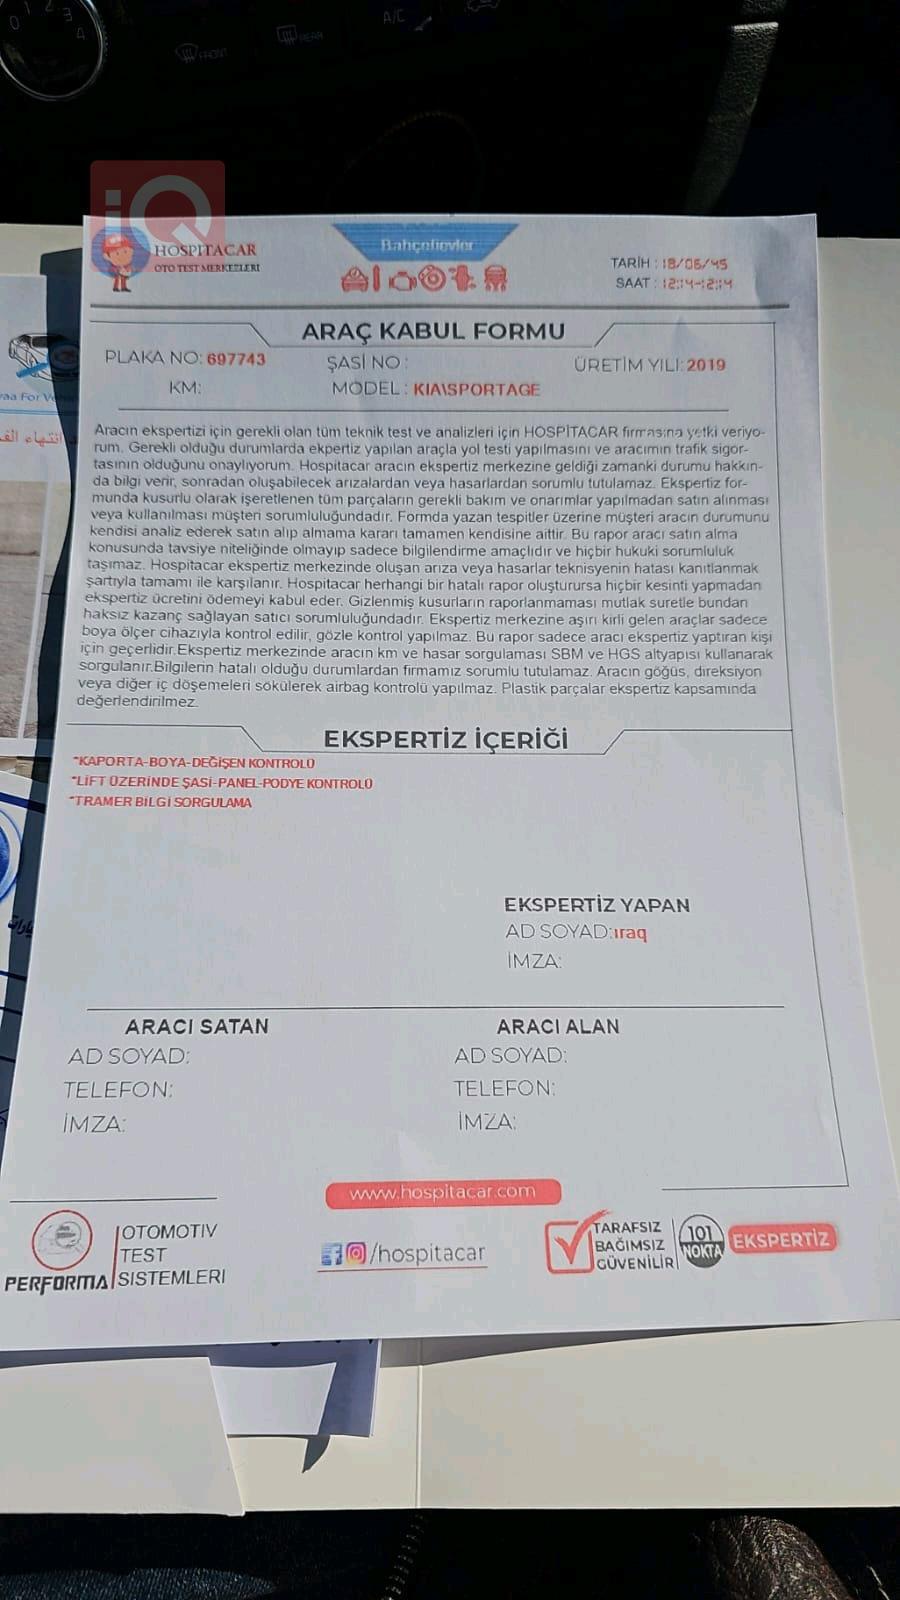 0 1 2 3 4
FRONT
REAR
A/C
iQ
HOSPITACAR
OTO TEST MERKEZLERİ
Bahçelievler
TARİH : 18/06/45
SAAT : 12:14-12:14
ARAÇ KABUL FORMU
PLAKA NO: 697743
ŞASİ NO :
ÜRETİM YILI: 2019
KM:
MODEL : KIA\SPORTAGE
Aracın ekspertizi için gerekli olan tüm teknik test ve analizleri için HOSPİTACAR firmasına yetki veriyo-
rum. Gerekli olduğu durumlarda ekpertiz yapılan araçla yol testi yapılmasını ve aracımın trafik sigor-
tasının olduğunu onaylıyorum. Hospitacar aracın ekspertiz merkezine geldiği zamanki durumu hakkın-
da bilgi verir, sonradan oluşabilecek arızalardan veya hasarlardan sorumlu tutulamaz. Ekspertiz for-
munda kusurlu olarak işeretlenen tüm parçaların gerekli bakım ve onarımlar yapılmadan satın alınması
veya kullanılması müşteri sorumluluğundadır. Formda yazan tespitler üzerine müşteri aracın durumunu
kendisi analiz ederek satın alıp almama kararı tamamen kendisine aittir. Bu rapor aracı satın alma
konusunda tavsiye niteliğinde olmayıp sadece bilgilendirme amaçlıdır ve hiçbir hukuki sorumluluk
taşımaz. Hospitacar ekspertiz merkezinde oluşan arıza veya hasarlar teknisyenin hatası kanıtlanmak
şartıyla tamamı ile karşılanır. Hospitacar herhangi bir hatalı rapor oluşturursa hiçbir kesinti yapmadan
ekspertiz ücretini ödemeyi kabul eder. Gizlenmiş kusurların raporlanmaması mutlak suretle bundan
haksız kazanç sağlayan satıcı sorumluluğundadır. Ekspertiz merkezine aşırı kirli gelen araçlar sadece
boya ölçer cihazıyla kontrol edilir, gözle kontrol yapılmaz. Bu rapor sadece aracı ekspertiz yaptıran kişi
için geçerlidir.Ekspertiz merkezinde aracın km ve hasar sorgulaması SBM ve HGS altyapısı kullanarak
sorgulanır.Bilgilerin hatalı olduğu durumlardan firmamız sorumlu tutulamaz. Aracın göğüs, direksiyon
veya diğer iç döşemeleri sökülerek airbag kontrolü yapılmaz. Plastik parçalar ekspertiz kapsamında
değerlendirilmez.
EKSPERTİZ İÇERİĞİ
*KAPORTA-BOYA-DEĞİŞEN KONTROLÜ
*LİFT ÜZERİNDE ŞASİ-PANEL-PODYE KONTROLÜ
*TRAMER BİLGİ SORGULAMA
EKSPERTİZ YAPAN
AD SOYAD:ıraq
İMZA:
ARACI SATAN
ARACI ALAN
AD SOYAD:
AD SOYAD:
TELEFON:
TELEFON:
İMZA:
İMZA:
www.hospitacar.com
PERFORMA
OTOMOTIV
TEST
SISTEMLERI
/hospitacar
TARAFSIZ
BAĞIMSIZ
GÜVENİLİR
101
NOKTA
EKSPERTİZ